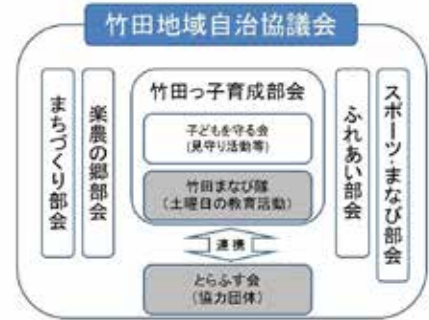 竹田地域自治協議会
まちづくり部会
楽農の郷部会
竹田っ子育成部会
子どもを守る会
(見守り活動等)
竹田まなび隊
(土曜日の教育活動)
連携
とらふす会
(協力団体)
ふれあい部会
スポーツ・まなび部会